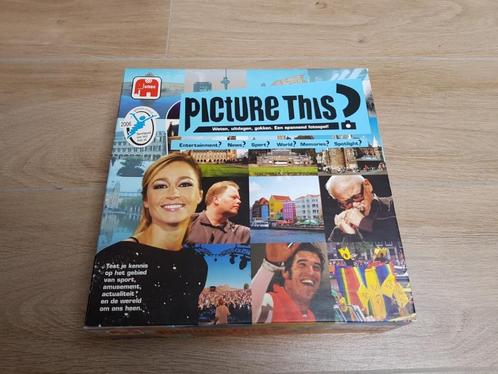 Jumbo
2006
PICTURE THIS?
Weten, uitdagen, gokken. Een spannend fotospel!
Entertainment? News? Sport? World? Memories? Spotlight?
Test je kennis
op het gebied
van sport,
amusement,
actualiteit
en de wereld
om ons heen.